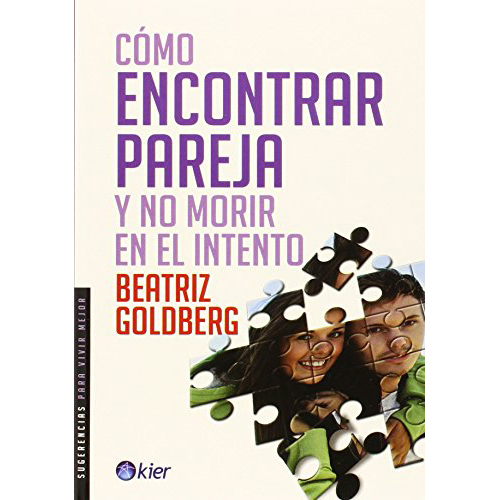 CÓMO
ENCONTRAR
PAREJA
Y NO MORIR
EN EL INTENTO
BEATRIZ
GOLDBERG
SUGERENCIAS PARA VIVIR MEJOR
kier